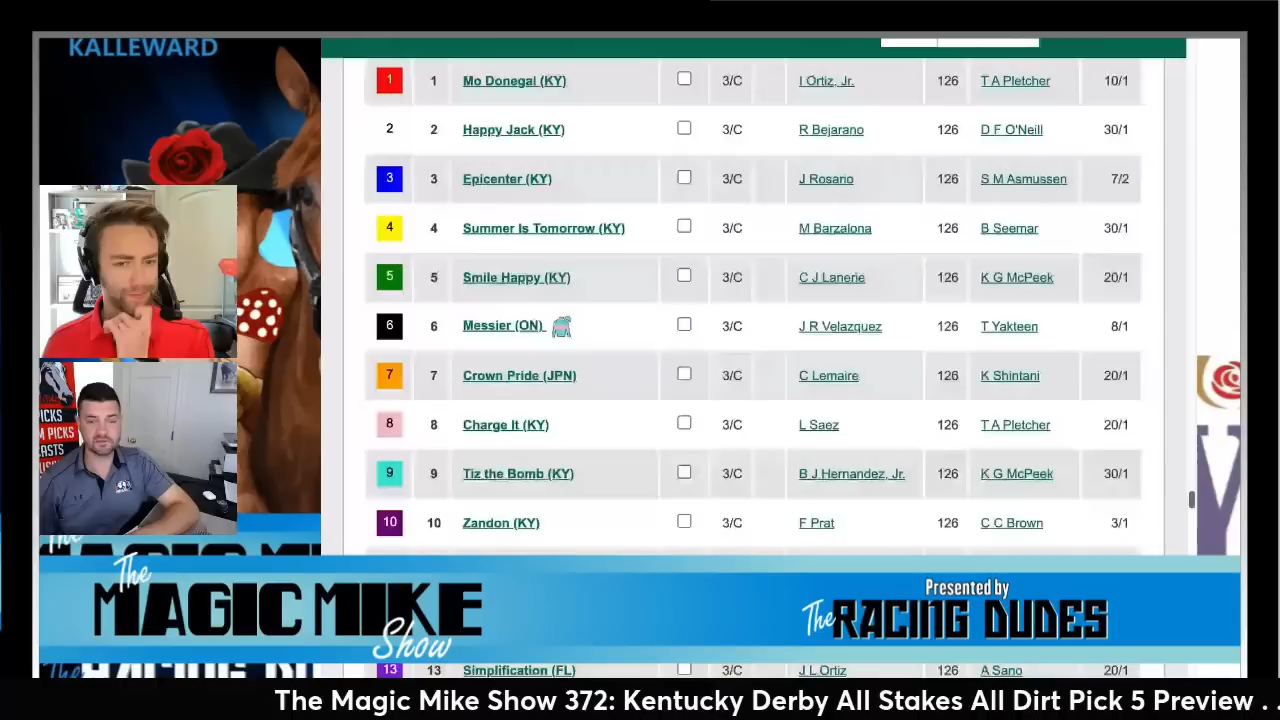 KALLEWARD
1 1 Mo Donegal (KY) 3/C I Ortiz, Jr. 126 T A Pletcher 10/1
2 2 Happy Jack (KY) 3/C R Bejarano 126 D F O'Neill 30/1
3 3 Epicenter (KY) 3/C J Rosario 126 S M Asmussen 7/2
4 4 Summer Is Tomorrow (KY) 3/C M Barzalona 126 B Seemar 30/1
5 5 Smile Happy (KY) 3/C C J Lanerie 126 K G McPeek 20/1
6 6 Messier (ON) 3/C J R Velazquez 126 T Yakteen 8/1
7 7 Crown Pride (JPN) 3/C C Lemaire 126 K Shintani 20/1
8 8 Charge It (KY) 3/C L Saez 126 T A Pletcher 20/1
9 9 Tiz the Bomb (KY) 3/C B J Hernandez, Jr. 126 K G McPeek 30/1
10 10 Zandon (KY) 3/C F Prat 126 C C Brown 3/1
13 13 Simplification (FL) 3/C J L Ortiz 126 A Sano 20/1
PICKS
The MAGIC MIKE Show
Presented by
The RACING DUDES
The Magic Mike Show 372: Kentucky Derby All Stakes All Dirt Pick 5 Preview . .